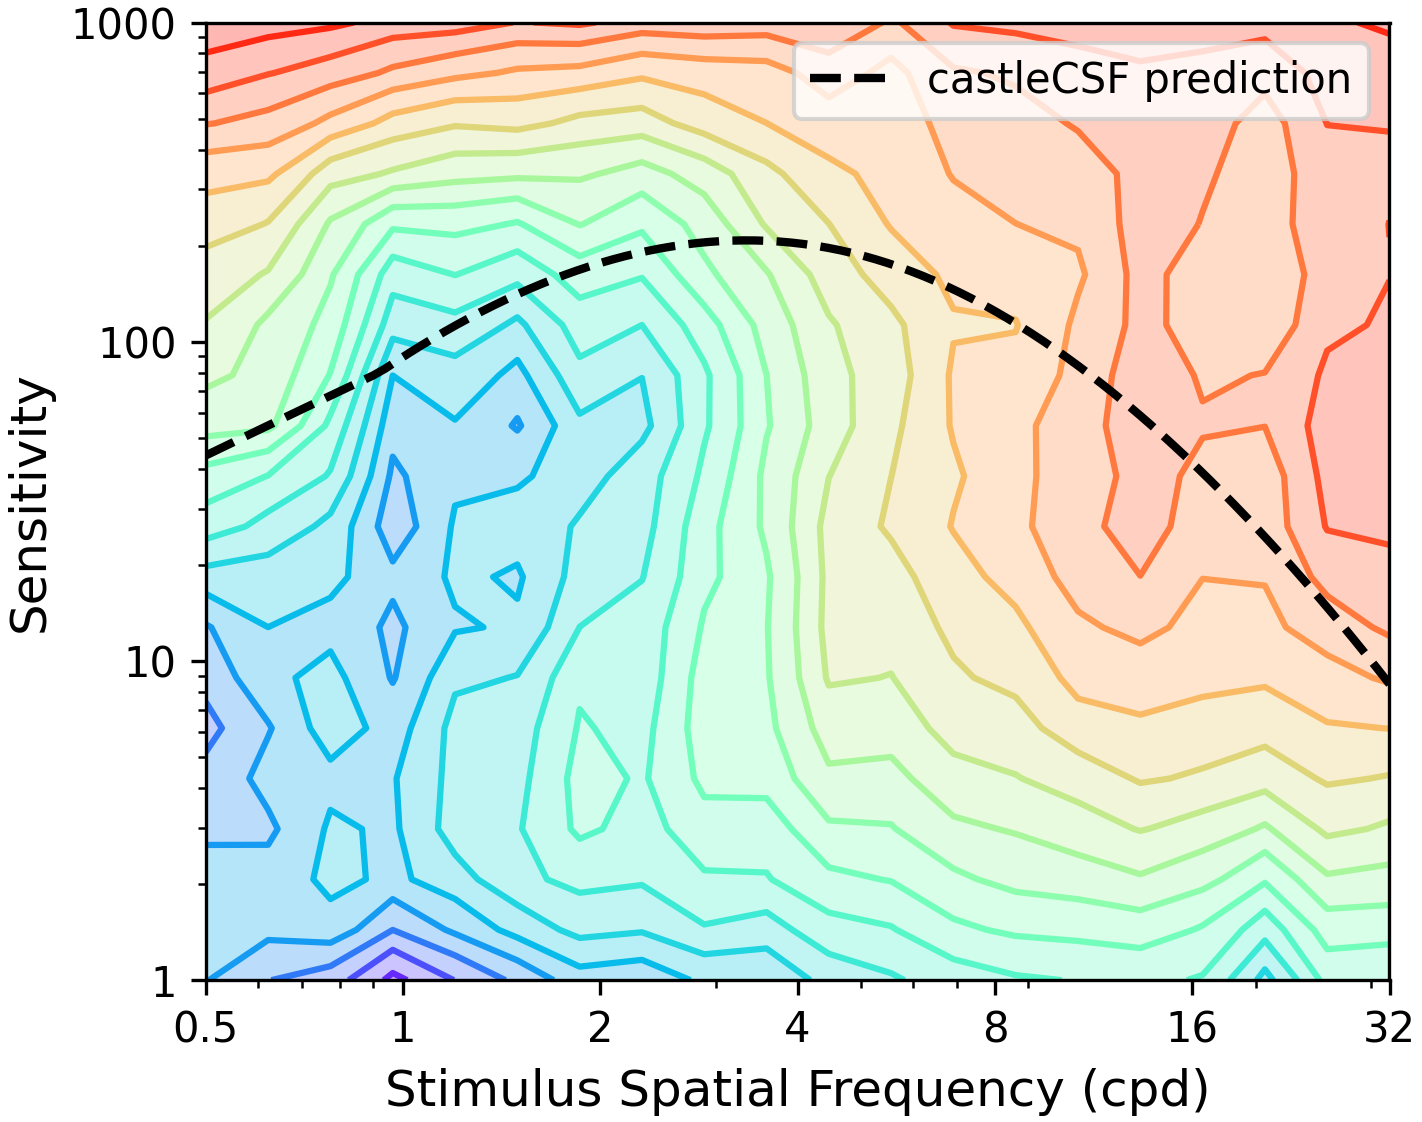 1000
100
10
1
Sensitivity
castleCSF prediction
0.5 1 2 4 8 16 32
Stimulus Spatial Frequency (cpd)